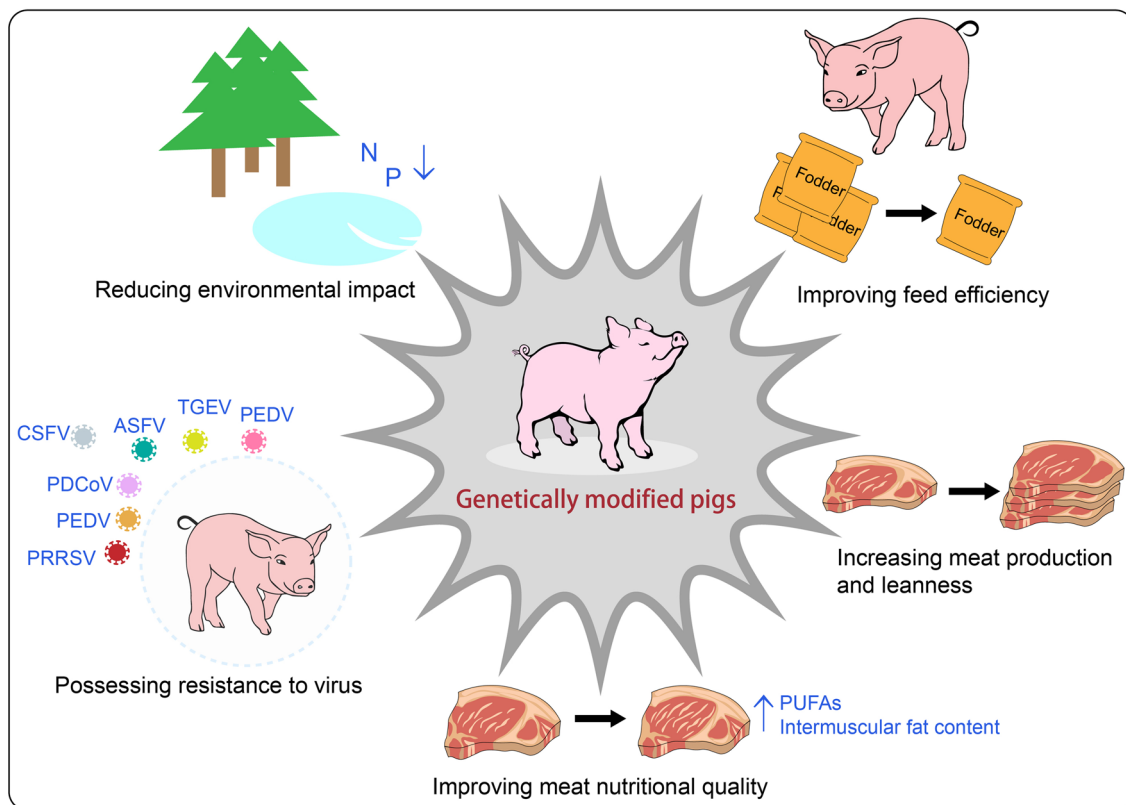 N
P ↓
Reducing environmental impact
Fodder
Fodder
Fodder
Fodder
Improving feed efficiency
CSFV
ASFV
TGEV
PEDV
PDCoV
PEDV
PRRSV
Possessing resistance to virus
Genetically modified pigs
Increasing meat production
and leanness
↑ PUFAs
Intermuscular fat content
Improving meat nutritional quality